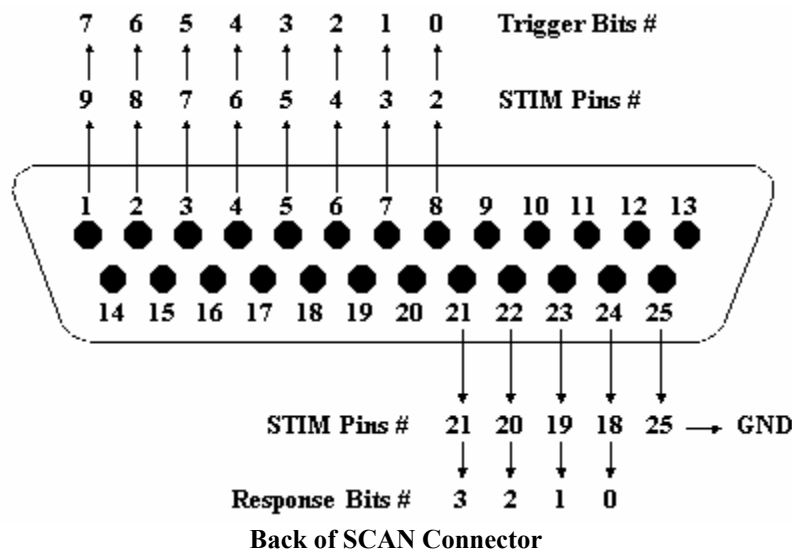 7 6 5 4 3 2 1 0 Trigger Bits #
9 8 7 6 5 4 3 2 STIM Pins #
1 2 3 4 5 6 7 8 9 10 11 12 13
14 15 16 17 18 19 20 21 22 23 24 25
STIM Pins # 21 20 19 18 25 GND
Response Bits # 3 2 1 0
Back of SCAN Connector